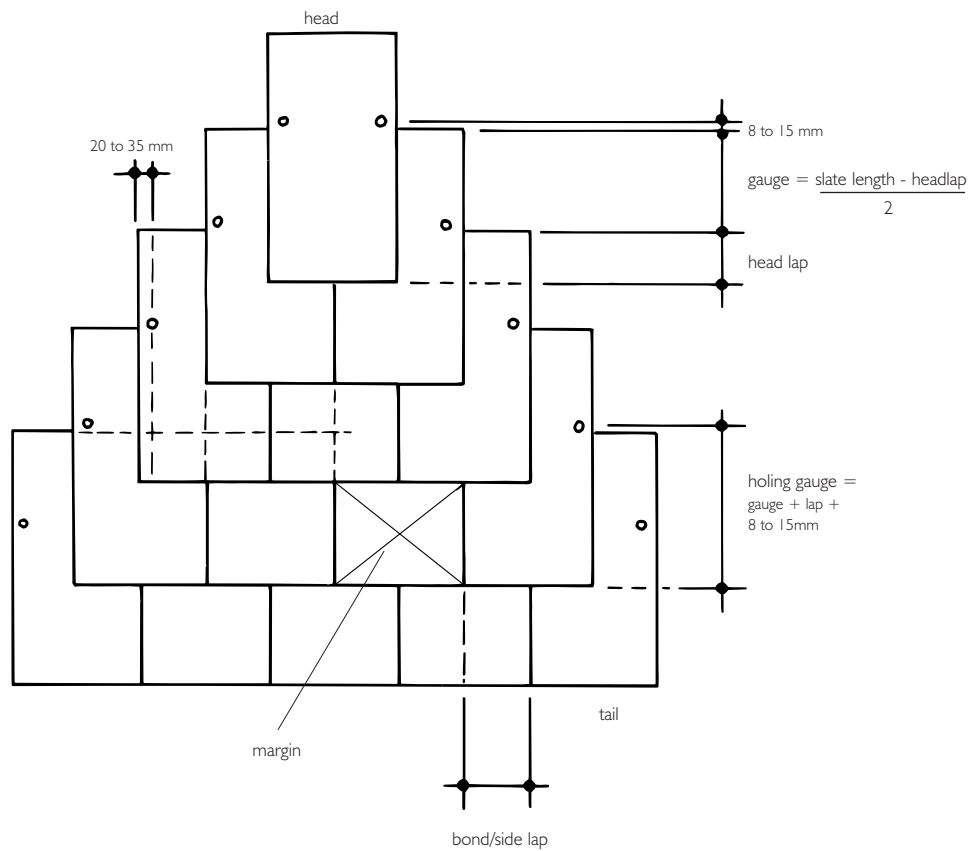 head
20 to 35 mm
8 to 15 mm
gauge = slate length - headlap
2
head lap
holing gauge =
gauge + lap +
8 to 15mm
tail
margin
bond/side lap